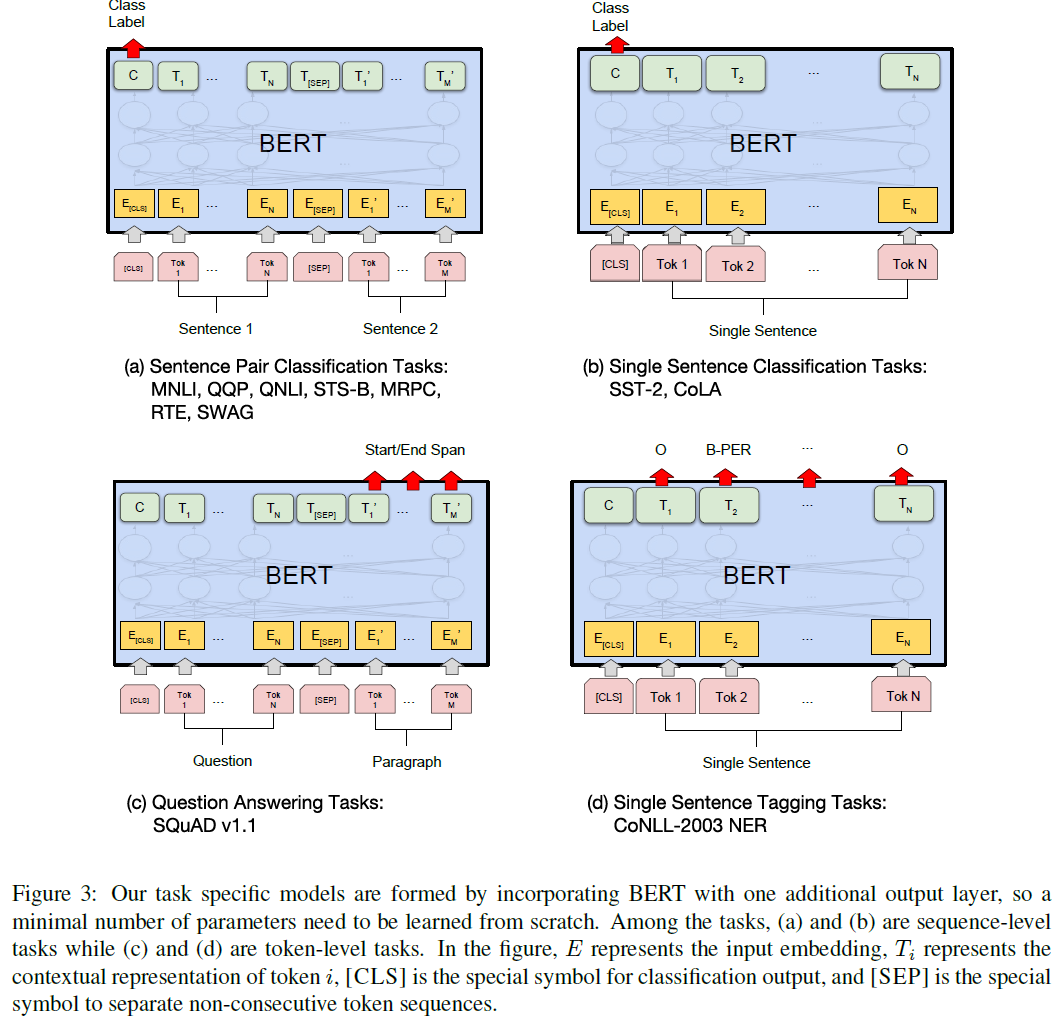 Class
Label
C T1 ... TN T[SEP] T1' ... TM'
...
BERT
...
E[CLS] E1 ... EN E[SEP] E1' ... EM'
[CLS] Tok 1 ... Tok N [SEP] Tok 1 ... Tok M
Sentence 1 Sentence 2
(a) Sentence Pair Classification Tasks:
MNLI, QQP, QNLI, STS-B, MRPC,
RTE, SWAG
Class
Label
C T1 T2 ... TN
...
BERT
...
E[CLS] E1 E2 ... EN
[CLS] Tok 1 Tok 2 ... Tok N
Single Sentence
(b) Single Sentence Classification Tasks:
SST-2, CoLA
Start/End Span
C T1 ... TN T[SEP] T1' ... TM'
...
BERT
...
E[CLS] E1 ... EN E[SEP] E1' ... EM'
[CLS] Tok 1 ... Tok N [SEP] Tok 1 ... Tok M
Question Paragraph
(c) Question Answering Tasks:
SQuAD v1.1
O B-PER ... O
C T1 T2 ... TN
...
BERT
...
E[CLS] E1 E2 ... EN
[CLS] Tok 1 Tok 2 ... Tok N
Single Sentence
(d) Single Sentence Tagging Tasks:
CoNLL-2003 NER
Figure 3: Our task specific models are formed by incorporating BERT with one additional output layer, so a
minimal number of parameters need to be learned from scratch. Among the tasks, (a) and (b) are sequence-level
tasks while (c) and (d) are token-level tasks. In the figure, E represents the input embedding, Ti represents the
contextual representation of token i, [CLS] is the special symbol for classification output, and [SEP] is the special
symbol to separate non-consecutive token sequences.